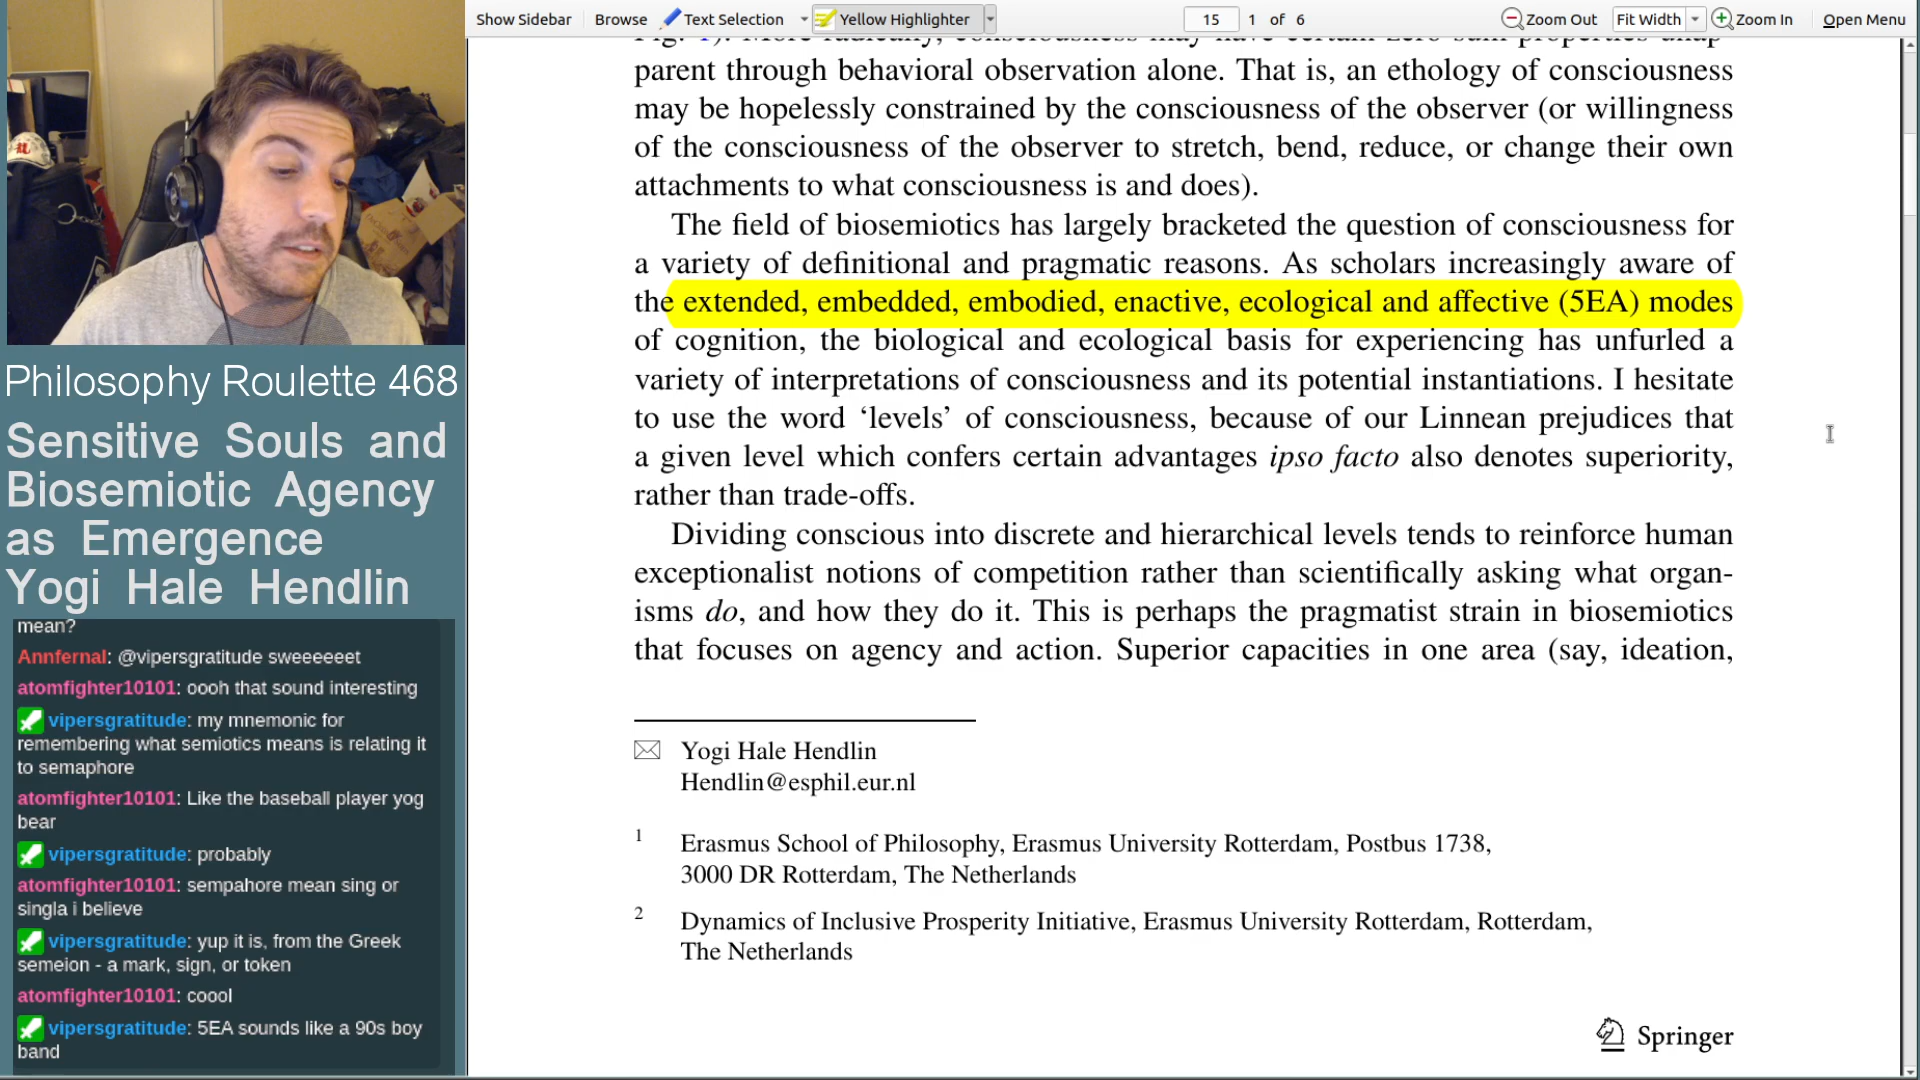 Show Sidebar Browse Text Selection Yellow Highlighter 15 1 of 6 Zoom Out Fit Width Zoom In Open Menu
parent through behavioral observation alone. That is, an ethology of consciousness
may be hopelessly constrained by the consciousness of the observer (or willingness
of the consciousness of the observer to stretch, bend, reduce, or change their own
attachments to what consciousness is and does).
The field of biosemiotics has largely bracketed the question of consciousness for
a variety of definitional and pragmatic reasons. As scholars increasingly aware of
the extended, embedded, embodied, enactive, ecological and affective (5EA) modes
of cognition, the biological and ecological basis for experiencing has unfurled a
variety of interpretations of consciousness and its potential instantiations. I hesitate
to use the word ‘levels’ of consciousness, because of our Linnean prejudices that
a given level which confers certain advantages ipso facto also denotes superiority,
rather than trade-offs.
Dividing conscious into discrete and hierarchical levels tends to reinforce human
exceptionalist notions of competition rather than scientifically asking what organ-
isms do, and how they do it. This is perhaps the pragmatist strain in biosemiotics
that focuses on agency and action. Superior capacities in one area (say, ideation,
Yogi Hale Hendlin
Hendlin@esphil.eur.nl
1 Erasmus School of Philosophy, Erasmus University Rotterdam, Postbus 1738,
3000 DR Rotterdam, The Netherlands
2 Dynamics of Inclusive Prosperity Initiative, Erasmus University Rotterdam, Rotterdam,
The Netherlands
Springer
Philosophy Roulette 468
Sensitive Souls and
Biosemiotic Agency
as Emergence
Yogi Hale Hendlin
mean?
Annfernal: @vipersgratitude sweeeeeet
atomfighter10101: oooh that sound interesting
vipersgratitude: my mnemonic for
remembering what semiotics means is relating it
to semaphore
atomfighter10101: Like the baseball player yog
bear
vipersgratitude: probably
atomfighter10101: sempahore mean sing or
singla i believe
vipersgratitude: yup it is, from the Greek
semeion - a mark, sign, or token
atomfighter10101: coool
vipersgratitude: 5EA sounds like a 90s boy
band